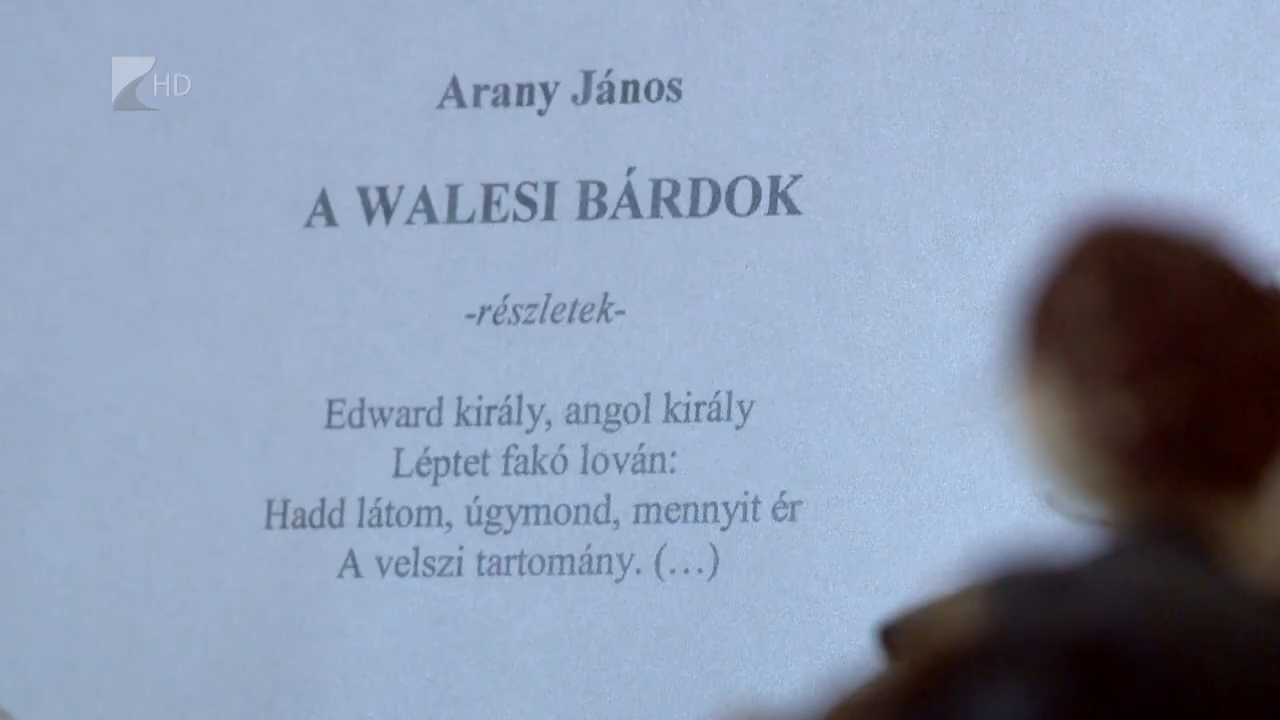 HD
Arany János
A WALESI BÁRDOK
-részletek-
Edward király, angol király
Léptet fakó lován:
Hadd látom, úgymond, mennyit ér
A velszi tartomány. (…)